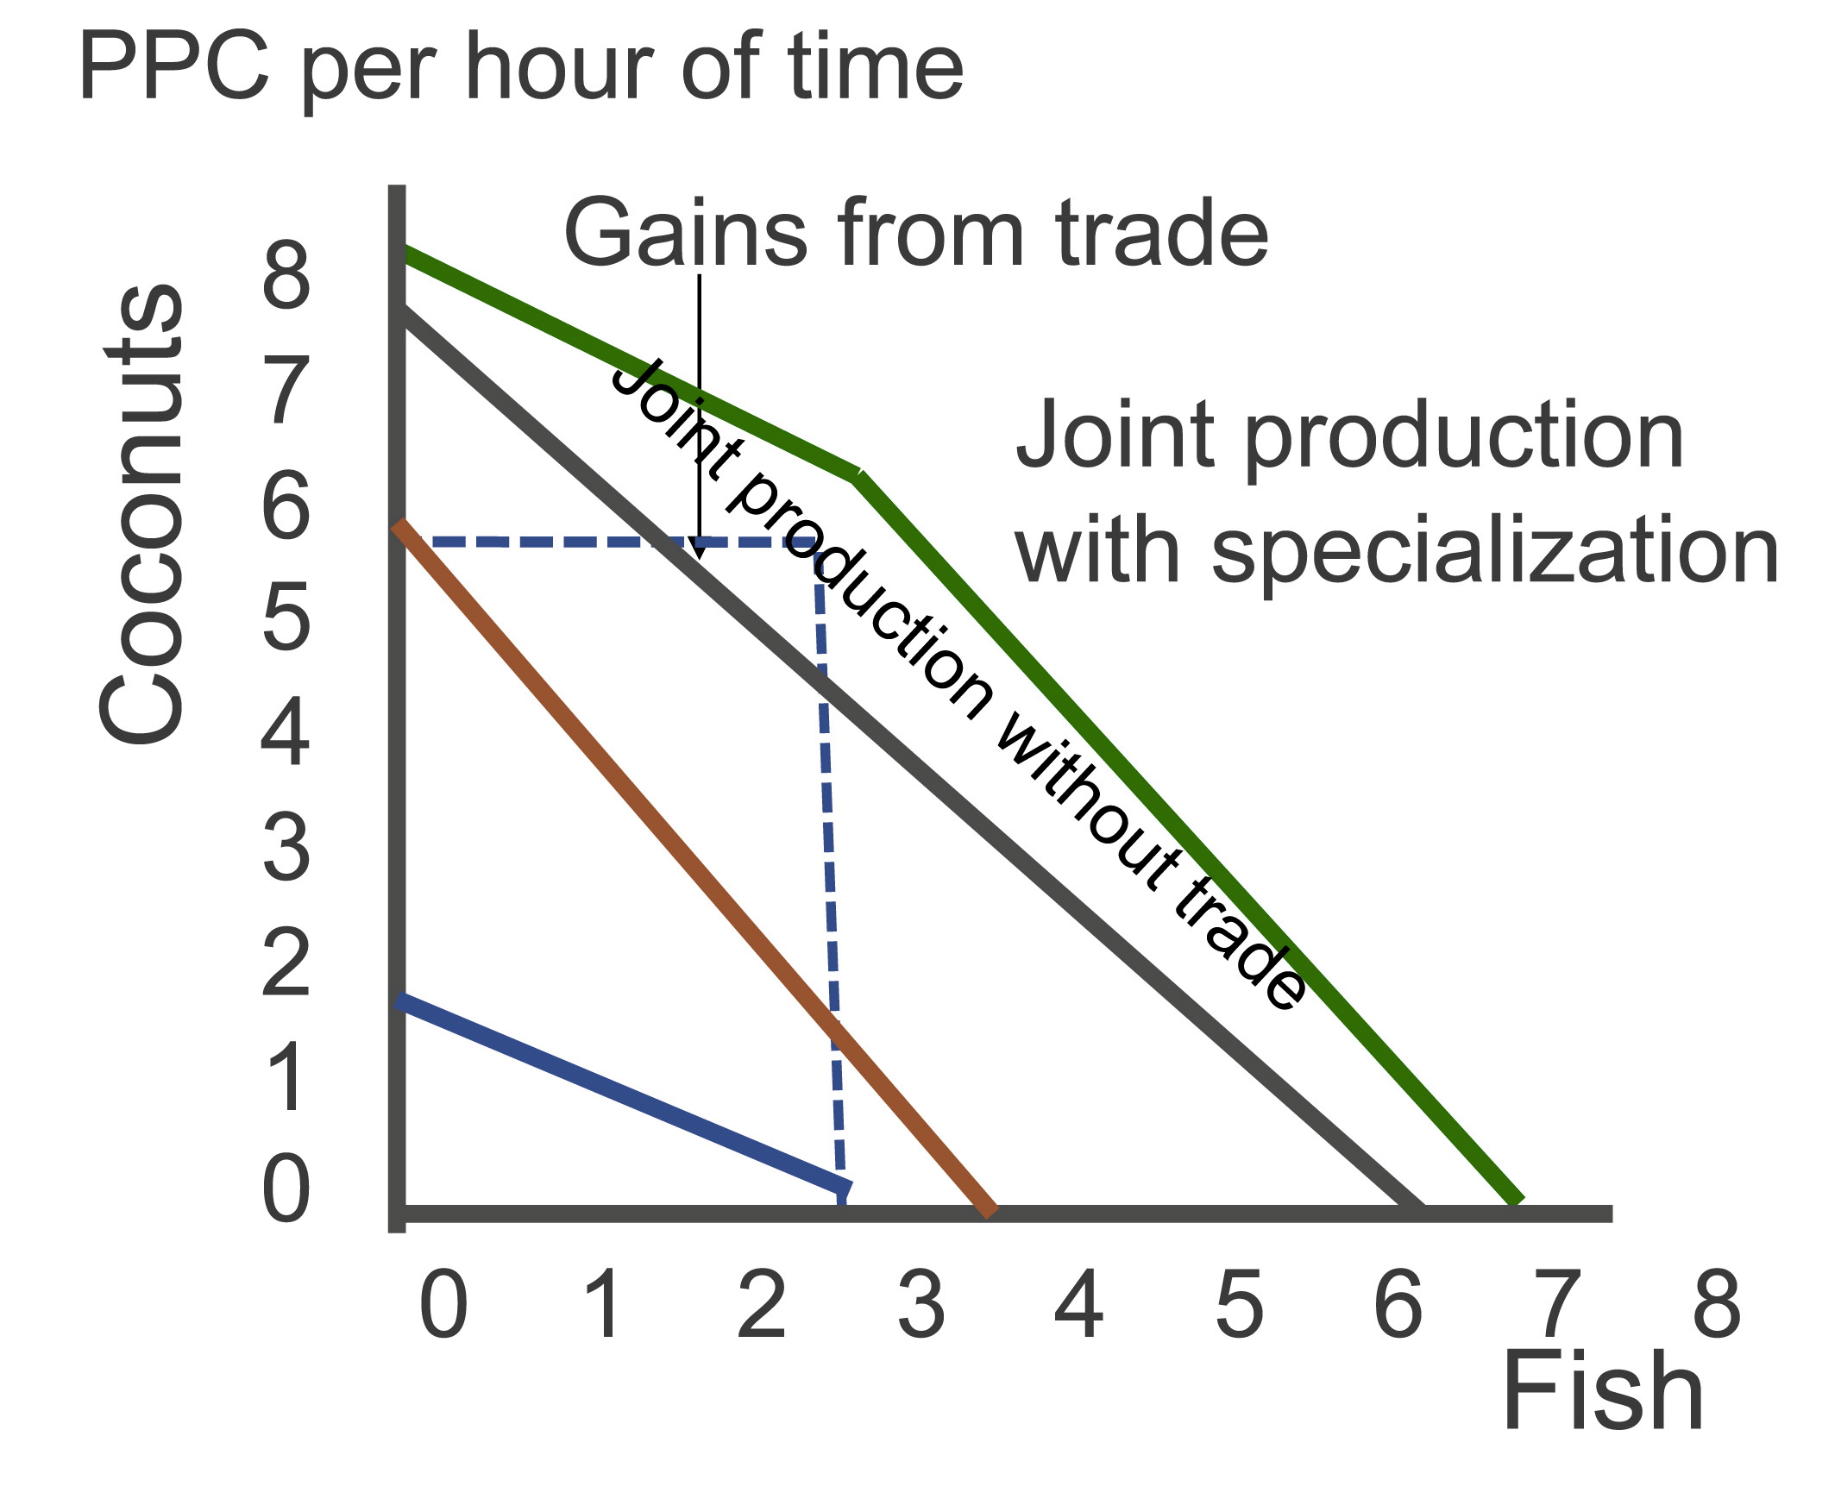 PPC per hour of time
Gains from trade
Joint production
with specialization
Joint production without trade
Coconuts
8
7
6
5
4
3
2
1
0
0 1 2 3 4 5 6 7 8
Fish